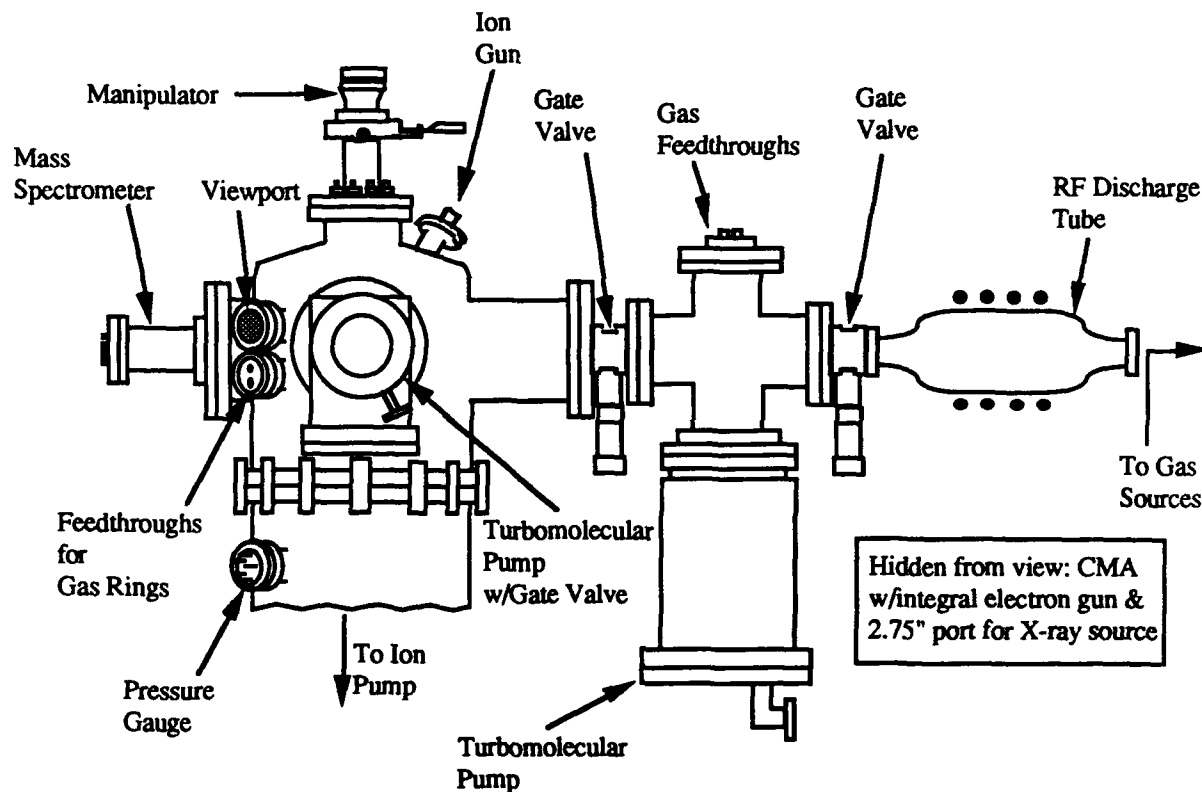 Ion
Gun
Manipulator
Gate
Valve
Gas
Feedthroughs
Gate
Valve
Mass
Spectrometer
Viewport
RF Discharge
Tube
To Gas
Sources
Feedthroughs
for
Gas Rings
Turbomolecular
Pump
w/Gate Valve
Hidden from view: CMA
w/integral electron gun &
2.75" port for X-ray source
To Ion
Pump
Pressure
Gauge
Turbomolecular
Pump